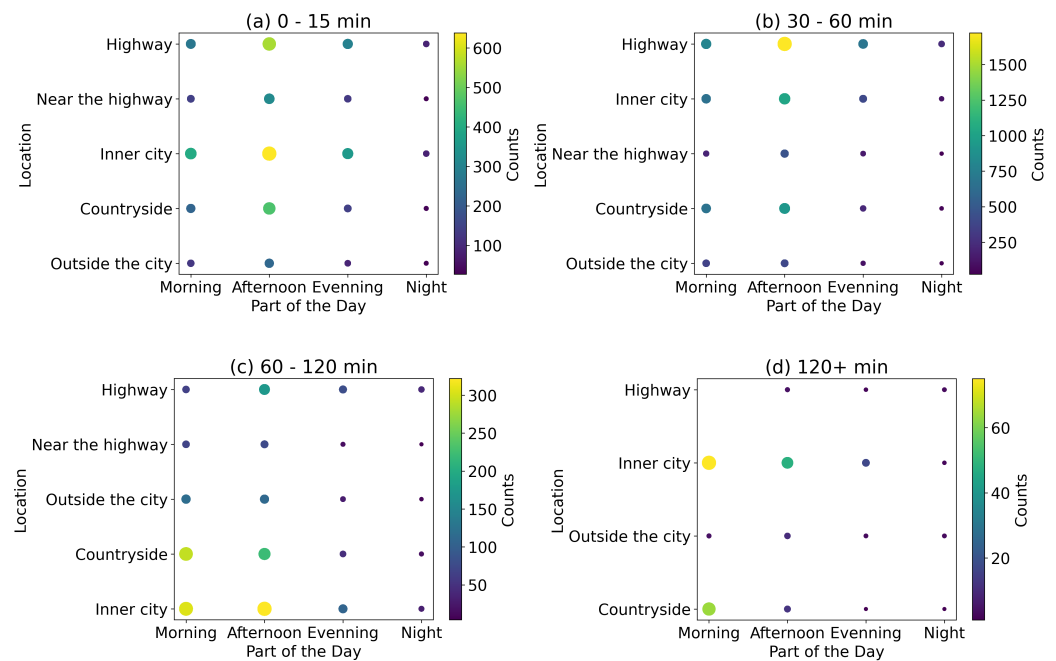 (a) 0 - 15 min
Highway
Near the highway
Inner city
Countryside
Outside the city
Location
Morning Afternoon Evenning Night
Part of the Day
600
500
400
300
200
100
Counts
(b) 30 - 60 min
Highway
Inner city
Near the highway
Countryside
Outside the city
Location
Morning Afternoon Evenning Night
Part of the Day
1500
1250
1000
750
500
250
Counts
(c) 60 - 120 min
Highway
Near the highway
Outside the city
Countryside
Inner city
Location
Morning Afternoon Evenning Night
Part of the Day
300
250
200
150
100
50
Counts
(d) 120+ min
Highway
Inner city
Outside the city
Countryside
Location
Morning Afternoon Evenning Night
Part of the Day
60
40
20
Counts